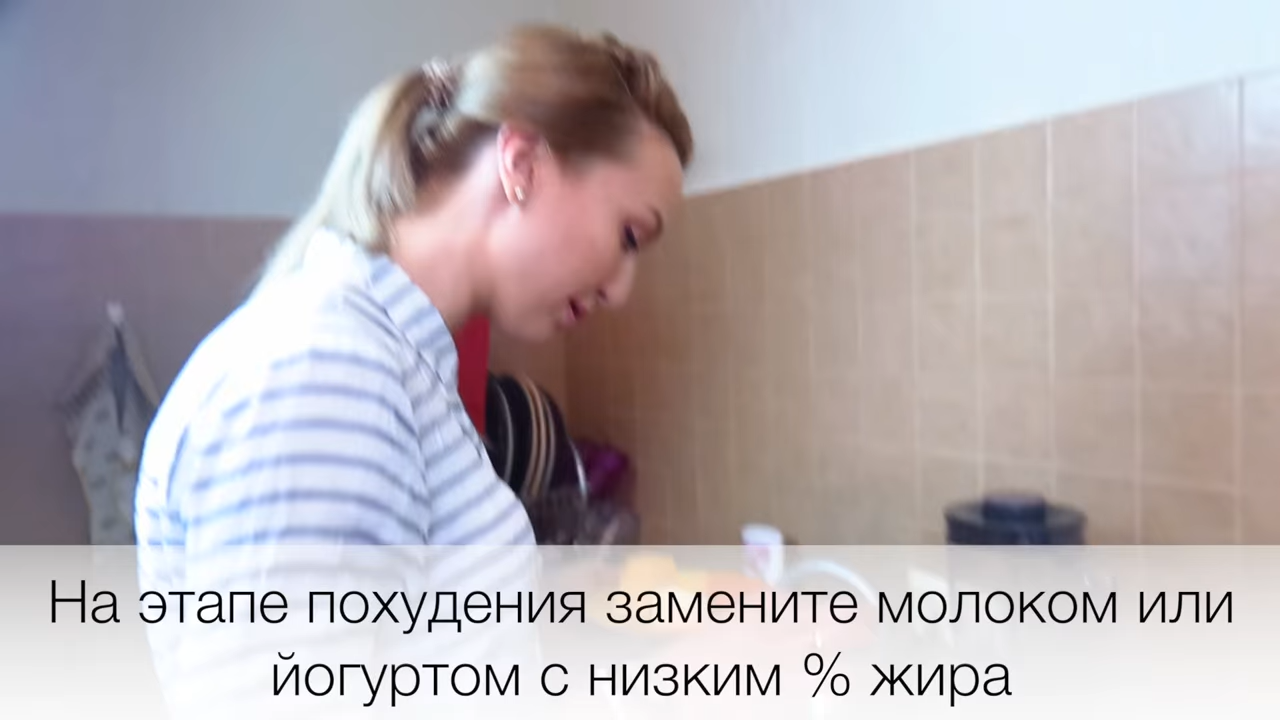 На этапе похудения замените молоком или
йогуртом с низким % жира